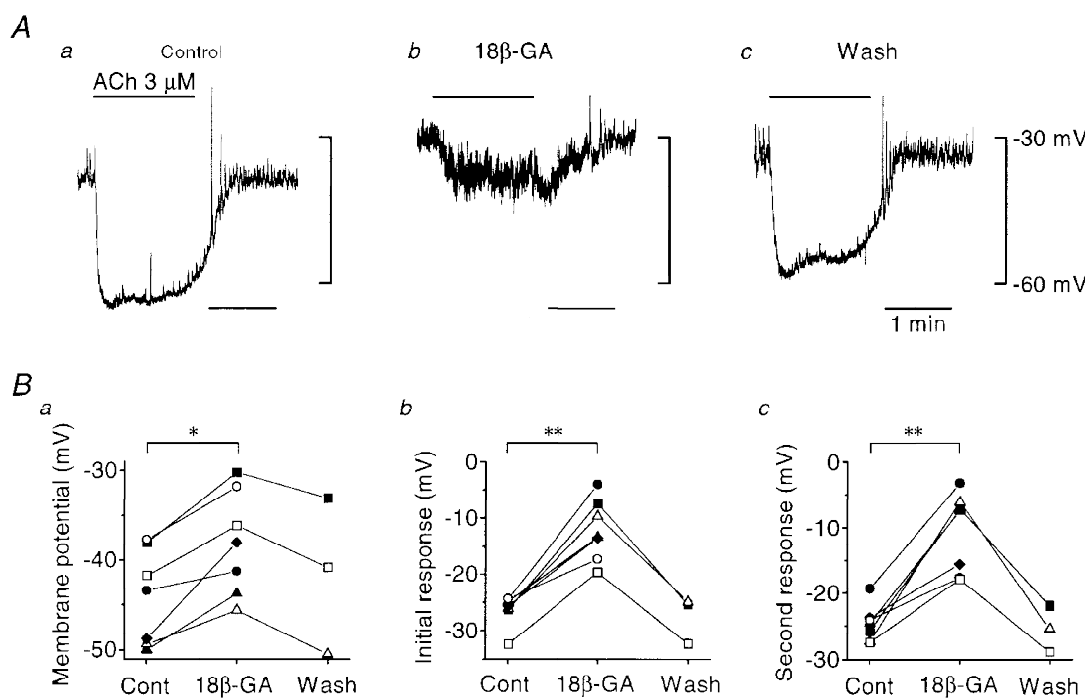 A
a
Control
ACh 3 μM
b
18β-GA
c
Wash
-30 mV
-60 mV
1 min
B
a
*
Membrane potential (mV)
-30
-40
-50
Cont 18β-GA Wash
b
**
Initial response (mV)
0
-10
-20
-30
Cont 18β-GA Wash
c
**
Second response (mV)
0
-10
-20
-30
Cont 18β-GA Wash